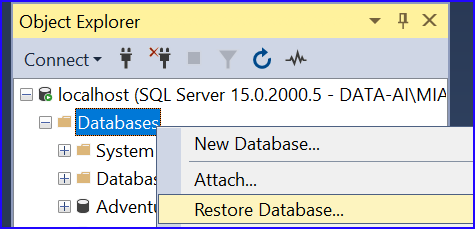 Object Explorer
Connect
localhost (SQL Server 15.0.2000.5 - DATA-AI\MIA
Databases
New Database...
System
Attach...
Databas
Restore Database...
Adventu